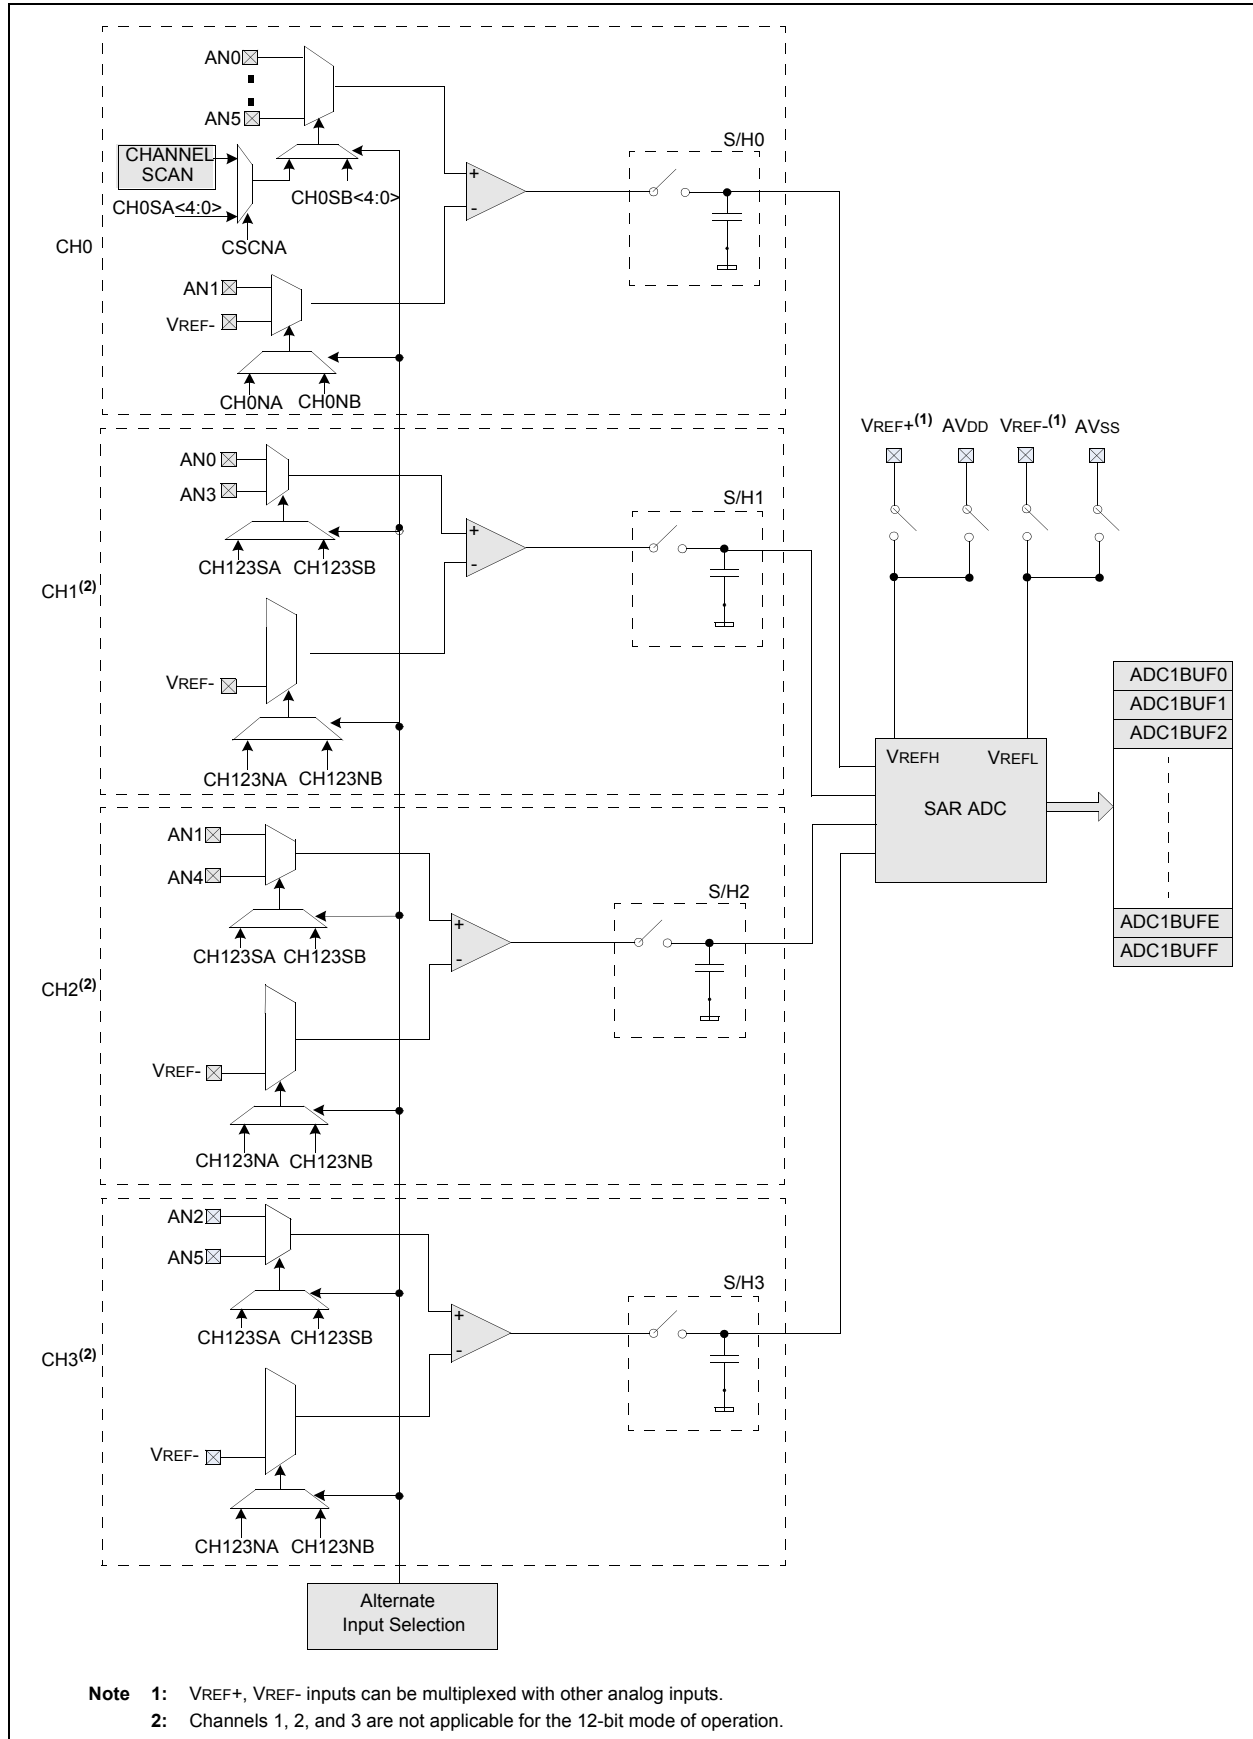 AN0
AN5
CHANNEL
SCAN
CH0SA<4:0>
CH0SB<4:0>
CSCNA
CH0
AN1
VREF-
CH0NA CH0NB
+
-
S/H0
AN0
AN3
CH123SA CH123SB
CH1(2)
VREF-
CH123NA CH123NB
+
-
S/H1
AN1
AN4
CH123SA CH123SB
CH2(2)
VREF-
CH123NA CH123NB
+
-
S/H2
AN2
AN5
CH123SA CH123SB
CH3(2)
VREF-
CH123NA CH123NB
+
-
S/H3
Alternate
Input Selection
VREF+(1) AVDD VREF-(1) AVSS
VREFH VREFL
SAR ADC
ADC1BUF0
ADC1BUF1
ADC1BUF2
ADC1BUFE
ADC1BUFF
Note 1: VREF+, VREF- inputs can be multiplexed with other analog inputs.
2: Channels 1, 2, and 3 are not applicable for the 12-bit mode of operation.